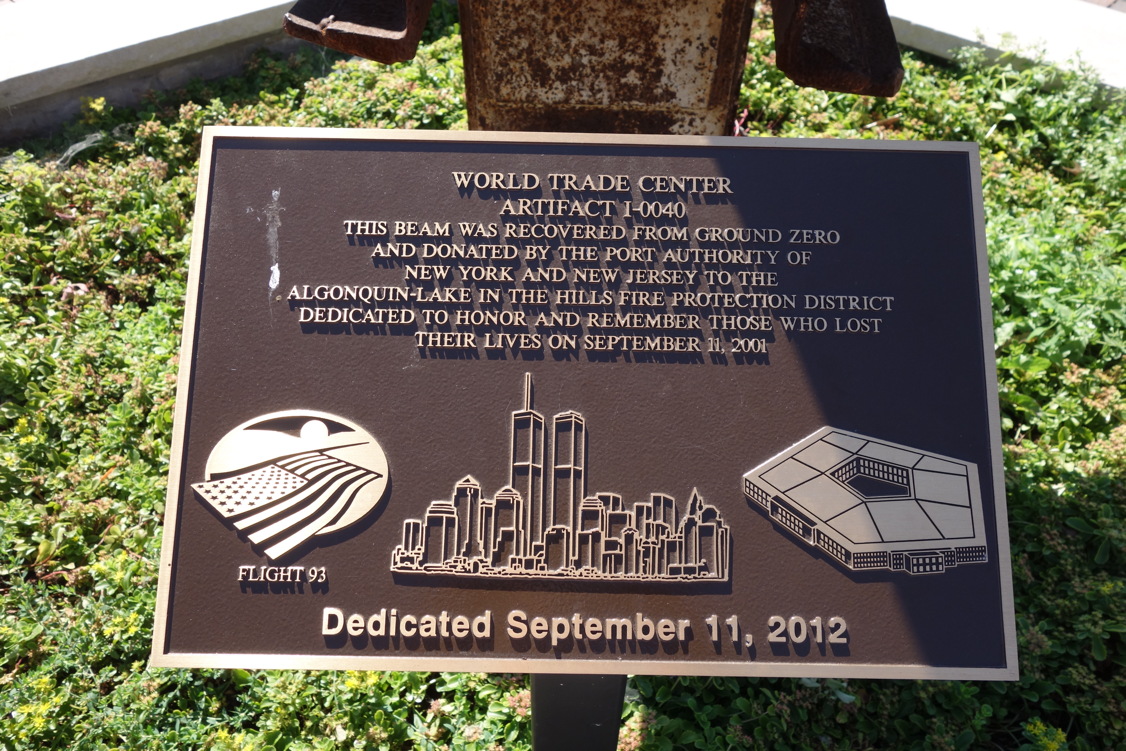 WORLD TRADE CENTER
ARTIFACT I-0040
THIS BEAM WAS RECOVERED FROM GROUND ZERO
AND DONATED BY THE PORT AUTHORITY OF
NEW YORK AND NEW JERSEY TO THE
ALGONQUIN-LAKE IN THE HILLS FIRE PROTECTION DISTRICT
DEDICATED TO HONOR AND REMEMBER THOSE WHO LOST
THEIR LIVES ON SEPTEMBER 11, 2001
FLIGHT 93
Dedicated September 11, 2012